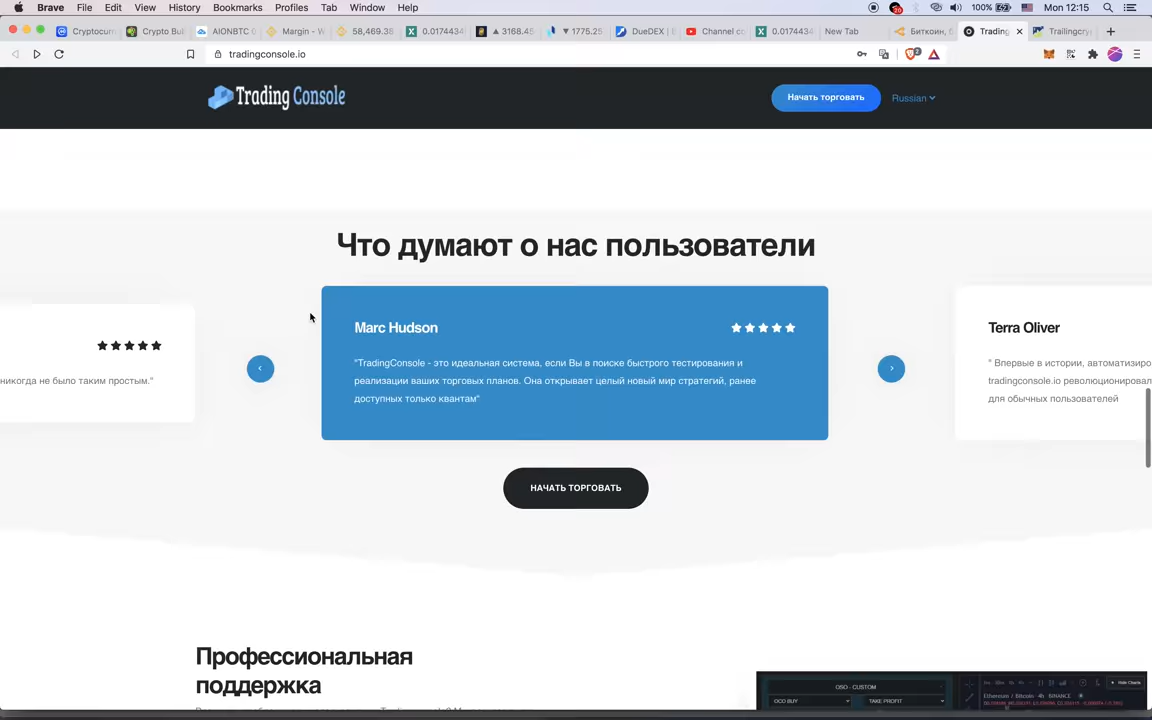 Brave File Edit View History Bookmarks Profiles Tab Window Help 100% Mon 12:15
Cryptocurr Crypto Bul AIONBTC Margin - W 58,469.38 0.0174434 ▲ 3168.45 ▼ 1775.25 DueDEX | Channel co 0.0174434 New Tab Биткоин, Trading Trailingcry
tradingconsole.io
Trading Console
Начать торговать
Russian
Что думают о нас пользователи
никогда не было таким простым."
Marc Hudson
"TradingConsole - это идеальная система, если Вы в поиске быстрого тестирования и
реализации ваших торговых планов. Она открывает целый новый мир стратегий, ранее
доступных только квантам"
Terra Oliver
" Впервые в истории, автоматизиро
tradingconsole.io революционировал
для обычных пользователей
НАЧАТЬ ТОРГОВАТЬ
Профессиональная
поддержка
OSO - CUSTOM
OCO BUY
TAKE PROFIT
Hide Charts
Ethereum / Bitcoin 4h BINANCE